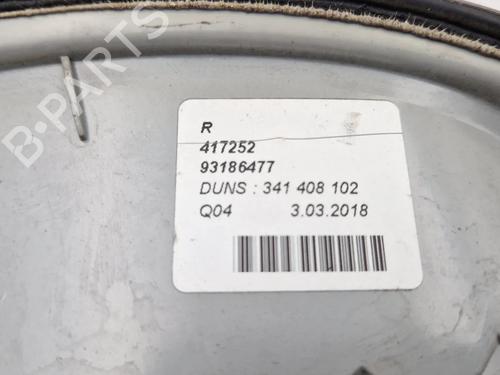 B-PARTS
R
417252
93186477
DUNS : 341 408 102
Q04 3.03.2018